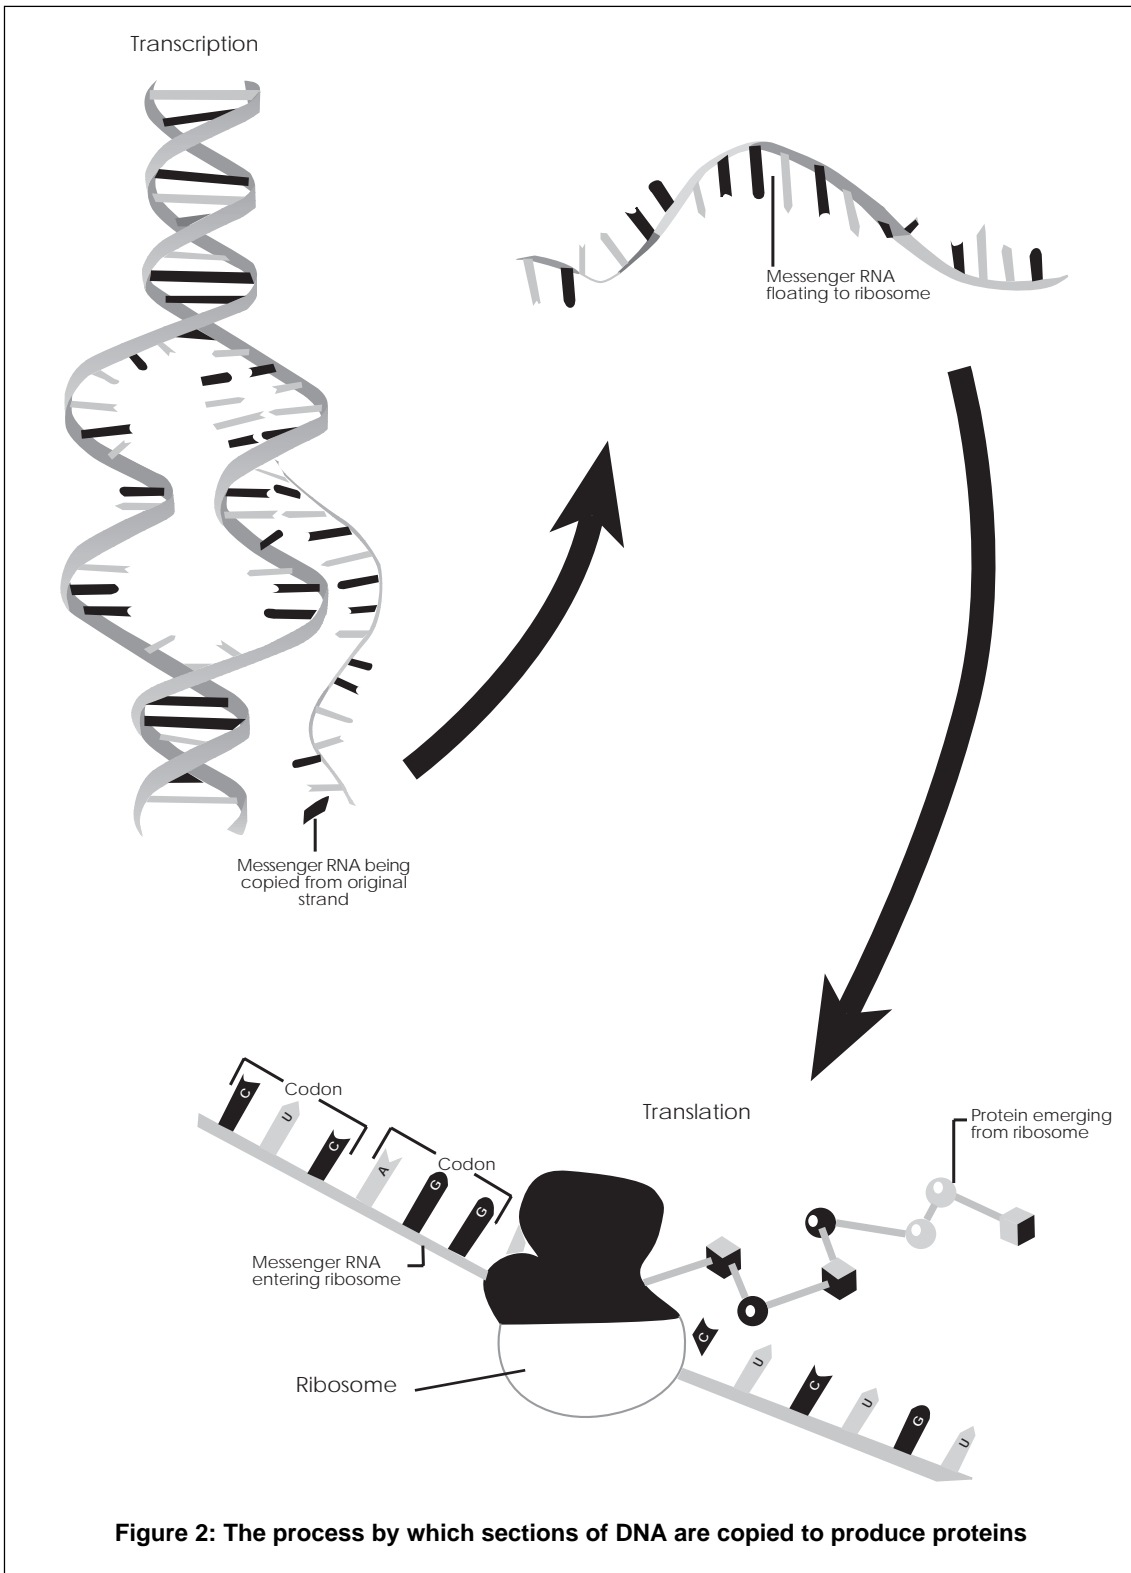 Transcription
Messenger RNA
floating to ribosome
Messenger RNA being
copied from original
strand
Translation
Codon
Codon
C
U
C
A
G
G
Protein emerging
from ribosome
Messenger RNA
entering ribosome
Ribosome
C
U
C
U
G
U
Figure 2: The process by which sections of DNA are copied to produce proteins